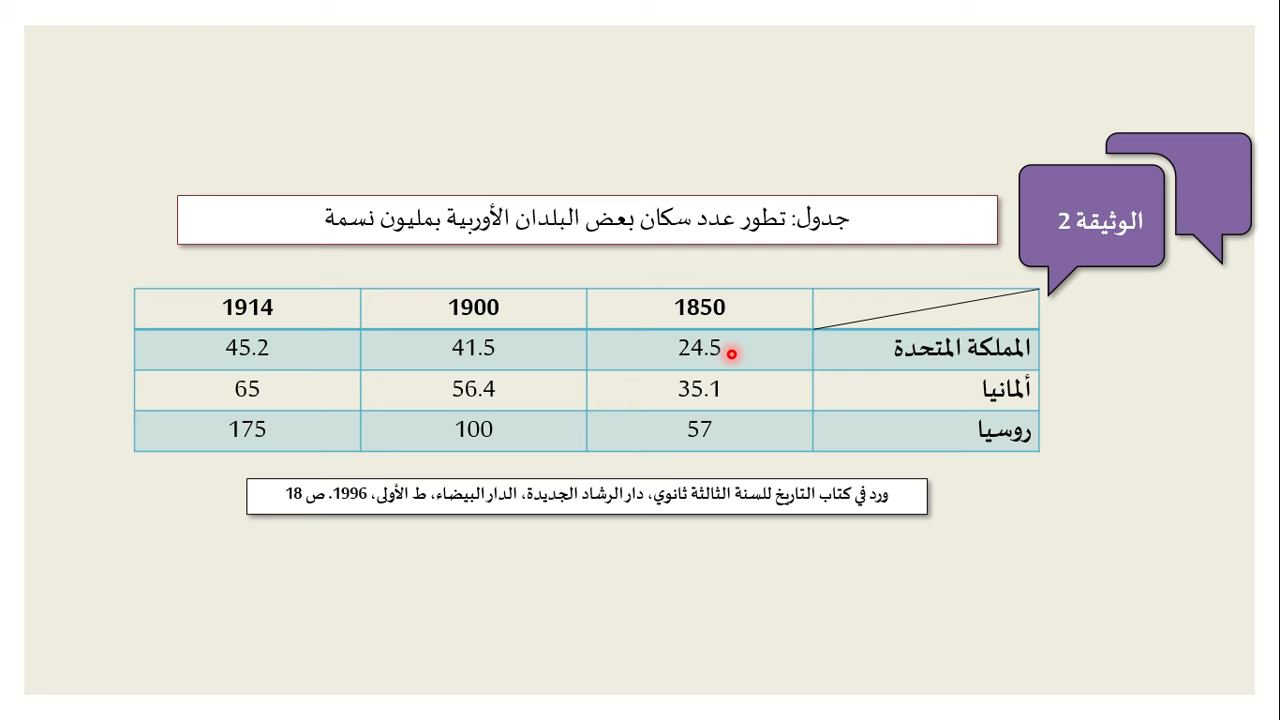 الوثيقة 2
جدول: تطور عدد سكان بعض البلدان الأوربية بمليون نسمة
1850 1900 1914
المملكة المتحدة 24.5 41.5 45.2
ألمانيا 35.1 56.4 65
روسيا 57 100 175
ورد في كتاب التاريخ للسنة الثالثة ثانوي، دار الرشاد الجديدة، الدار البيضاء، ط الأولى، 1996. ص 18